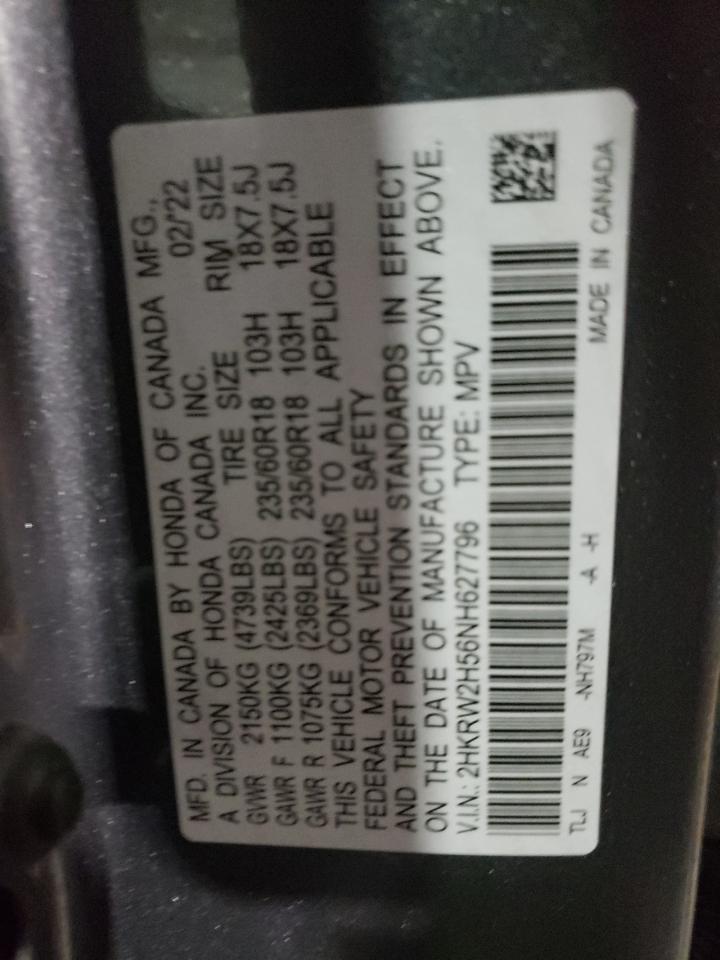 MFD. IN CANADA BY HONDA OF CANADA MFG.,
A DIVISION OF HONDA CANADA INC. 02/'22
GVWR 2150KG (4739LBS) TIRE SIZE RIM SIZE
GAWR F 1100KG (2425LBS) 235/60R18 103H 18X7.5J
GAWR R 1075KG (2369LBS) 235/60R18 103H 18X7.5J
THIS VEHICLE CONFORMS TO ALL APPLICABLE
FEDERAL MOTOR VEHICLE SAFETY
AND THEFT PREVENTION STANDARDS IN EFFECT
ON THE DATE OF MANUFACTURE SHOWN ABOVE.
V.I.N.: 2HKRW2H56NH627796 TYPE: MPV
TLJ N AE9 -NH797M -A -H MADE IN CANADA